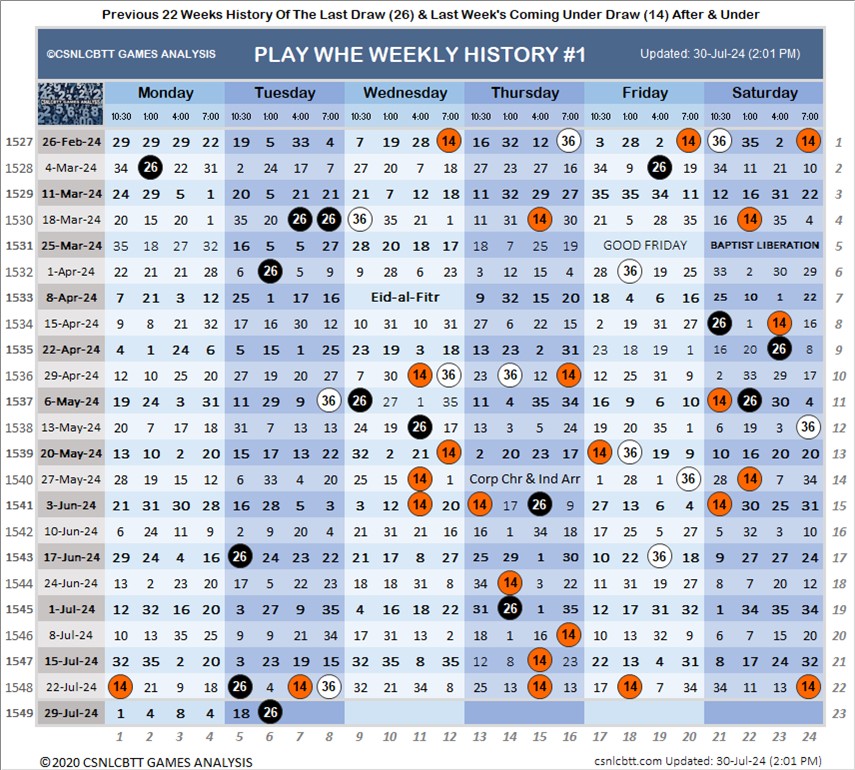 Previous 22 Weeks History Of The Last Draw (26) & Last Week's Coming Under Draw (14) After & Under
©CSNLCBTT GAMES ANALYSIS PLAY WHE WEEKLY HISTORY #1 Updated: 30-Jul-24 (2:01 PM)
Monday Tuesday Wednesday Thursday Friday Saturday
10:30 1:00 4:00 7:00 10:30 1:00 4:00 7:00 10:30 1:00 4:00 7:00 10:30 1:00 4:00 7:00 10:30 1:00 4:00 7:00 10:30 1:00 4:00 7:00
1527 26-Feb-24 29 29 29 22 19 5 33 4 7 19 28 14 16 32 12 36 3 28 2 14 36 35 2 14 1
1528 4-Mar-24 34 26 22 31 2 24 17 7 27 20 7 18 27 23 27 16 34 9 26 19 34 11 21 10 2
1529 11-Mar-24 24 29 5 1 20 5 21 21 21 7 12 18 11 32 29 27 35 35 34 11 12 16 31 22 3
1530 18-Mar-24 20 15 20 1 35 20 26 26 36 35 21 1 11 31 14 30 21 5 28 35 16 14 35 4 4
1531 25-Mar-24 35 18 27 32 16 5 5 27 28 20 18 17 18 7 25 19 GOOD FRIDAY BAPTIST LIBERATION 5
1532 1-Apr-24 22 21 21 28 6 26 5 9 9 28 6 23 3 12 15 4 28 36 19 25 33 2 30 29 6
1533 8-Apr-24 7 21 3 12 25 1 17 16 Eid-al-Fitr 9 32 15 20 18 4 6 16 25 10 1 22 7
1534 15-Apr-24 9 8 21 32 17 16 30 12 10 31 10 31 27 6 22 15 2 19 31 27 26 1 14 16 8
1535 22-Apr-24 4 1 24 6 5 15 1 25 23 19 3 18 13 23 2 31 23 18 19 1 16 20 26 8 9
1536 29-Apr-24 12 10 25 20 27 19 20 27 7 30 14 36 23 36 12 14 12 25 31 9 2 33 29 17 10
1537 6-May-24 19 24 3 31 11 29 9 36 26 27 1 35 11 4 35 34 16 9 6 10 14 26 30 4 11
1538 13-May-24 20 7 17 18 31 7 13 13 24 19 26 17 13 3 5 24 19 20 35 1 6 19 3 36 12
1539 20-May-24 13 10 2 20 15 17 13 22 32 2 21 14 2 20 23 17 14 36 19 9 10 16 20 20 13
1540 27-May-24 28 19 15 12 6 33 4 20 25 15 14 1 Corp Chr & Ind Arr 1 28 1 36 28 14 7 34 14
1541 3-Jun-24 21 31 30 28 16 28 5 3 3 12 14 20 14 17 26 9 27 13 6 4 14 30 25 31 15
1542 10-Jun-24 6 24 11 9 2 9 20 4 21 31 21 16 16 1 34 18 17 25 5 27 5 32 3 10 16
1543 17-Jun-24 29 24 4 16 26 24 23 22 21 17 8 27 25 29 1 30 10 22 36 18 9 27 27 24 17
1544 24-Jun-24 13 2 23 20 17 5 22 23 18 18 31 8 34 14 3 22 11 31 19 27 8 7 20 12 18
1545 1-Jul-24 12 32 16 20 3 27 9 35 4 16 18 22 31 26 1 35 12 17 31 32 1 34 35 34 19
1546 8-Jul-24 10 13 35 25 9 9 21 34 17 31 13 2 18 1 16 14 10 13 32 9 6 7 15 20 20
1547 15-Jul-24 32 35 2 20 3 23 19 15 32 35 8 35 12 8 14 23 22 13 4 31 8 17 24 32 21
1548 22-Jul-24 14 21 9 18 26 4 14 36 32 21 34 8 25 13 14 13 17 14 7 34 34 11 13 14 22
1549 29-Jul-24 1 4 8 4 18 26 23
1 2 3 4 5 6 7 8 9 10 11 12 13 14 15 16 17 18 19 20 21 22 23 24
©2020 CSNLCBTT GAMES ANALYSIS csnlcbtt.com Updated: 30-Jul-24 (2:01 PM)